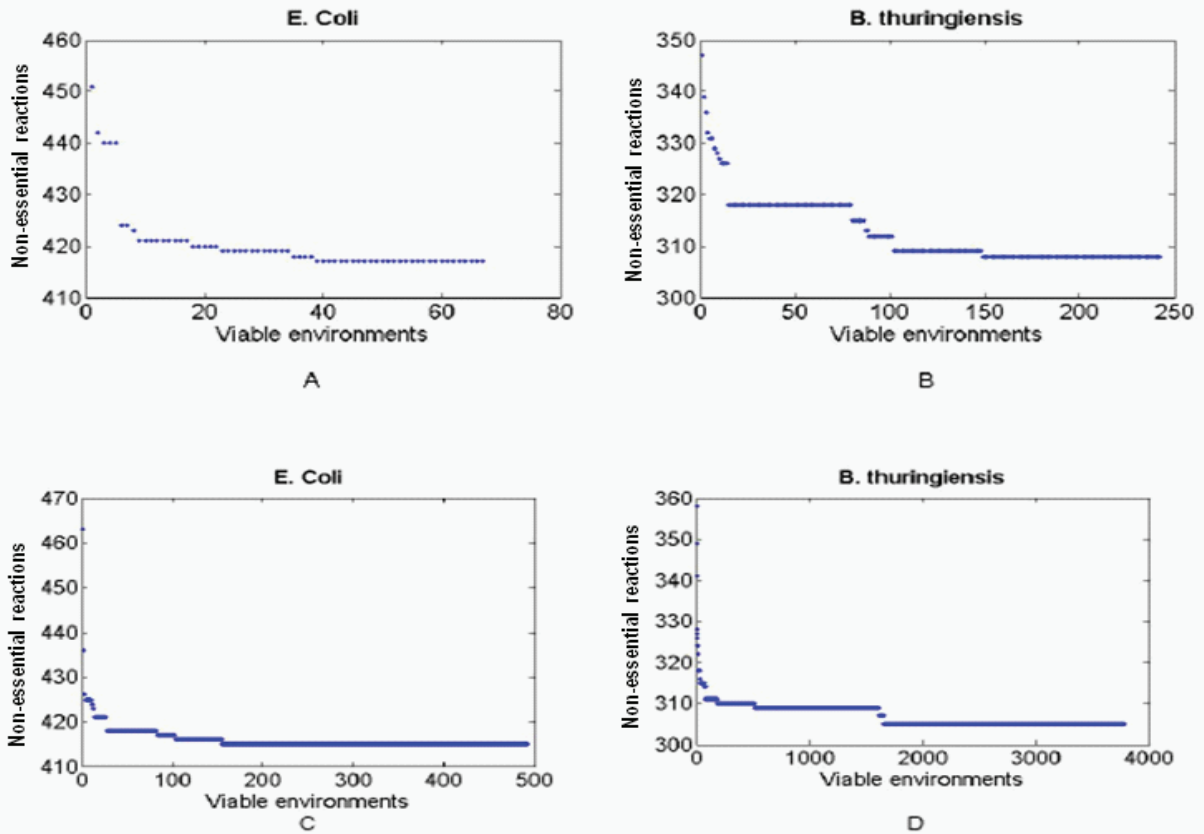 E. Coli
Non-essential reactions
460
450
440
430
420
410
0 20 40 60 80
Viable environments
A
B. thuringiensis
Non-essential reactions
350
340
330
320
310
300
0 50 100 150 200 250
Viable environments
B
E. Coli
Non-essential reactions
470
460
450
440
430
420
410
0 100 200 300 400 500
Viable environments
C
B. thuringiensis
Non-essential reactions
360
350
340
330
320
310
300
0 1000 2000 3000 4000
Viable environments
D